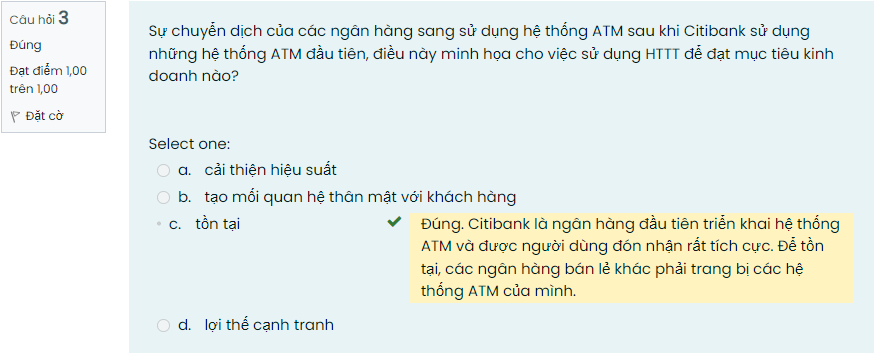 Câu hỏi 3
Đúng
Đạt điểm 1,00
trên 1,00
Đặt cờ
Sự chuyển dịch của các ngân hàng sang sử dụng hệ thống ATM sau khi Citibank sử dụng
những hệ thống ATM đầu tiên, điều này minh họa cho việc sử dụng HTTT để đạt mục tiêu kinh
doanh nào?
Select one:
a. cải thiện hiệu suất
b. tạo mối quan hệ thân mật với khách hàng
c. tồn tại
Đúng. Citibank là ngân hàng đầu tiên triển khai hệ thống
ATM và được người dùng đón nhận rất tích cực. Để tồn
tại, các ngân hàng bán lẻ khác phải trang bị các hệ
thống ATM của mình.
d. lợi thế cạnh tranh